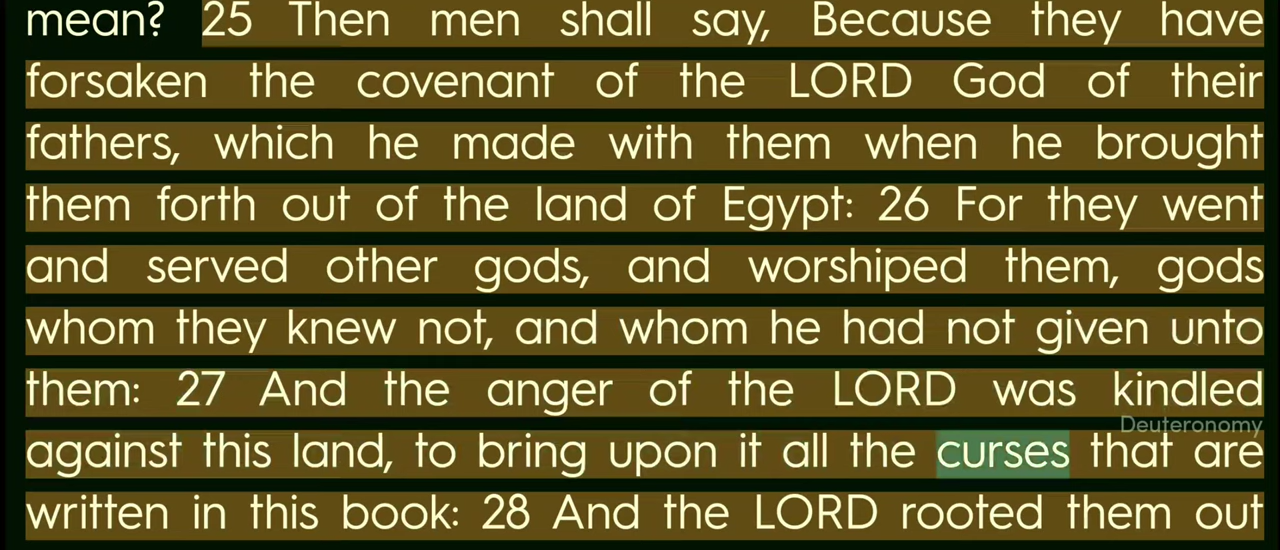 mean? 25 Then men shall say, Because they have
forsaken the covenant of the LORD God of their
fathers, which he made with them when he brought
them forth out of the land of Egypt: 26 For they went
and served other gods, and worshiped them, gods
whom they knew not, and whom he had not given unto
them: 27 And the anger of the LORD was kindled
Deuteronomy
against this land, to bring upon it all the curses that are
written in this book: 28 And the LORD rooted them out